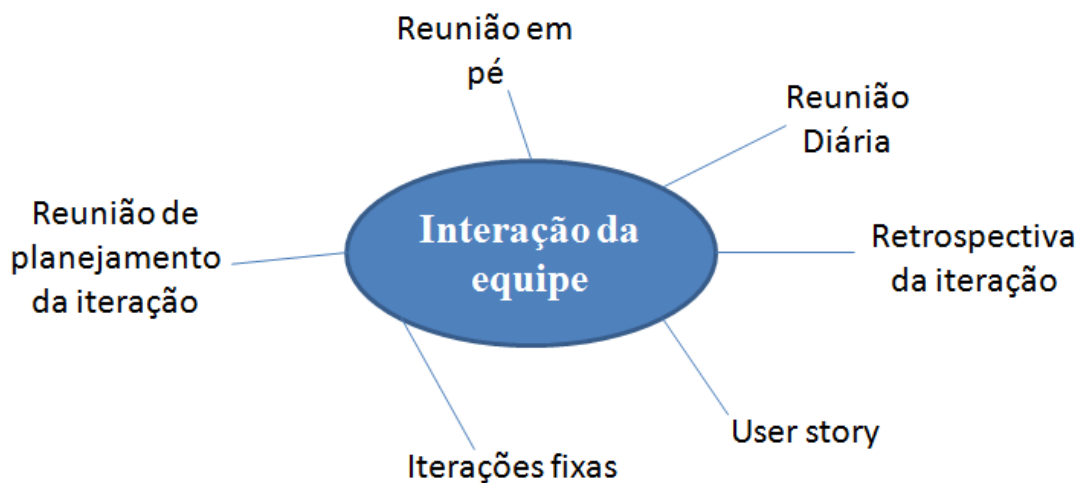 Reunião em
pé
Reunião
Diária
Reunião de
planejamento
da iteração
Interação da
equipe
Retrospectiva
da iteração
User story
Iterações fixas